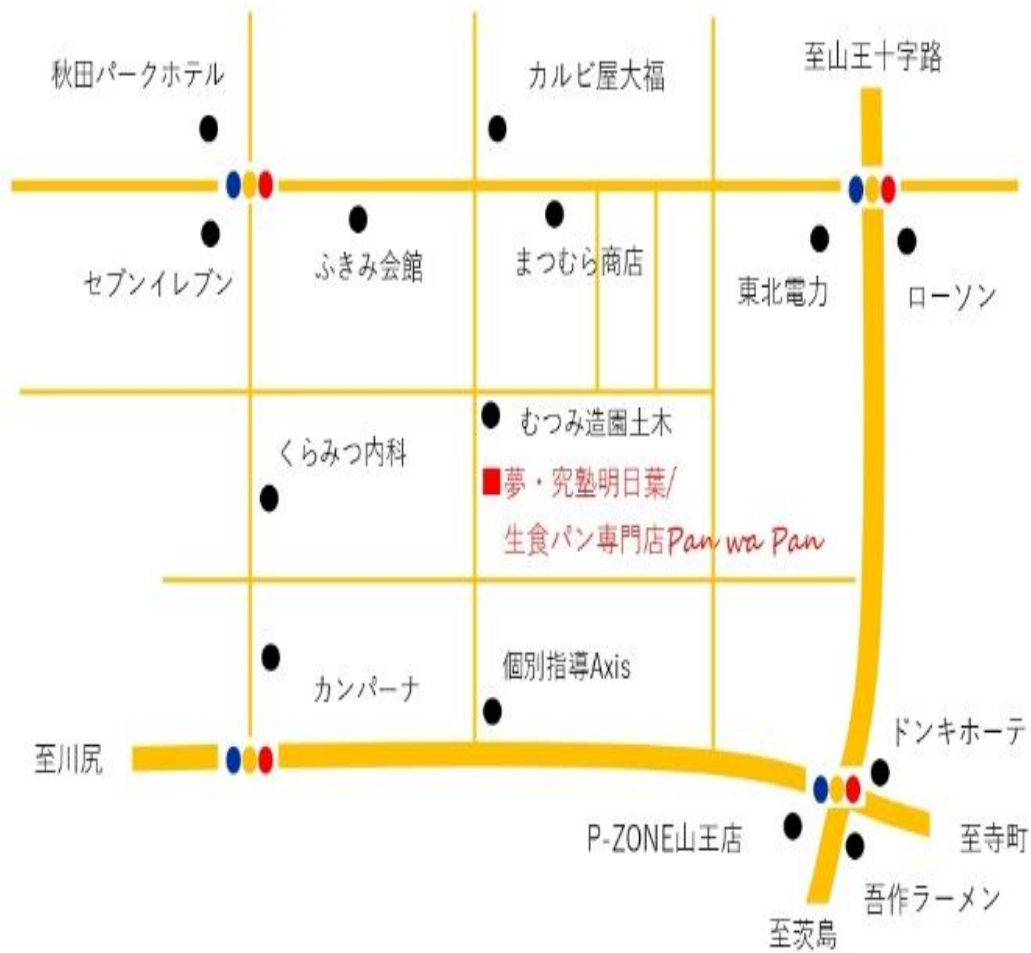 至山王十字路
秋田パークホテル
カルビ屋大福
セブンイレブン
ふきみ会館
まつむら商店
東北電力
ローソン
むつみ造園土木
くらみつ内科
夢・究塾明日葉/
生食パン専門店Pan wa Pan
個別指導Axis
カンパーナ
至川尻
ドンキホーテ
P-ZONE山王店
至寺町
吾作ラーメン
至茨島